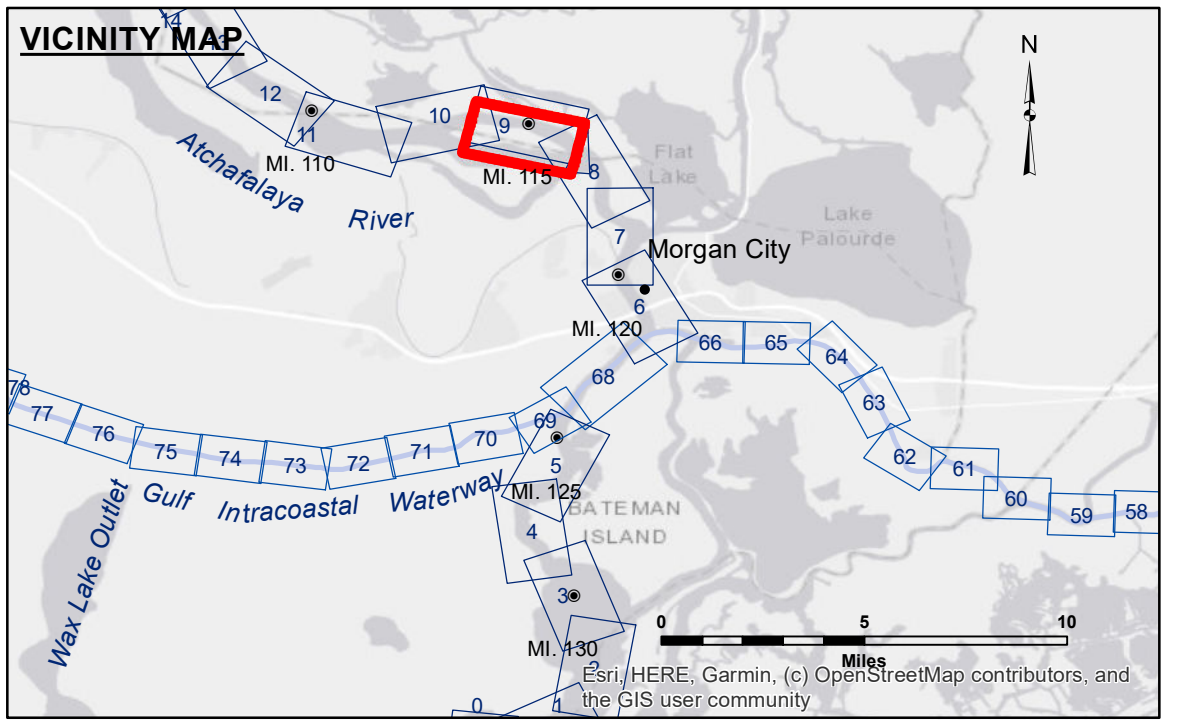 VICINITY MAP
14
13
12
11
MI. 110
10
9
MI. 115
8
N
Flat
Lake
Lake
Palourde
Atchafalaya
River
7
Morgan City
6
MI. 120
66
65
64
63
62
61
60
59
58
68
69
70
71
72
73
74
75
76
77
78
Gulf Intracoastal Waterway
Wax Lake Outlet
5
MI. 125
BATEMAN
ISLAND
4
3
MI. 130
2
1
0
0 5 10
Miles
Esri, HERE, Garmin, (c) OpenStreetMap contributors, and
the GIS user community